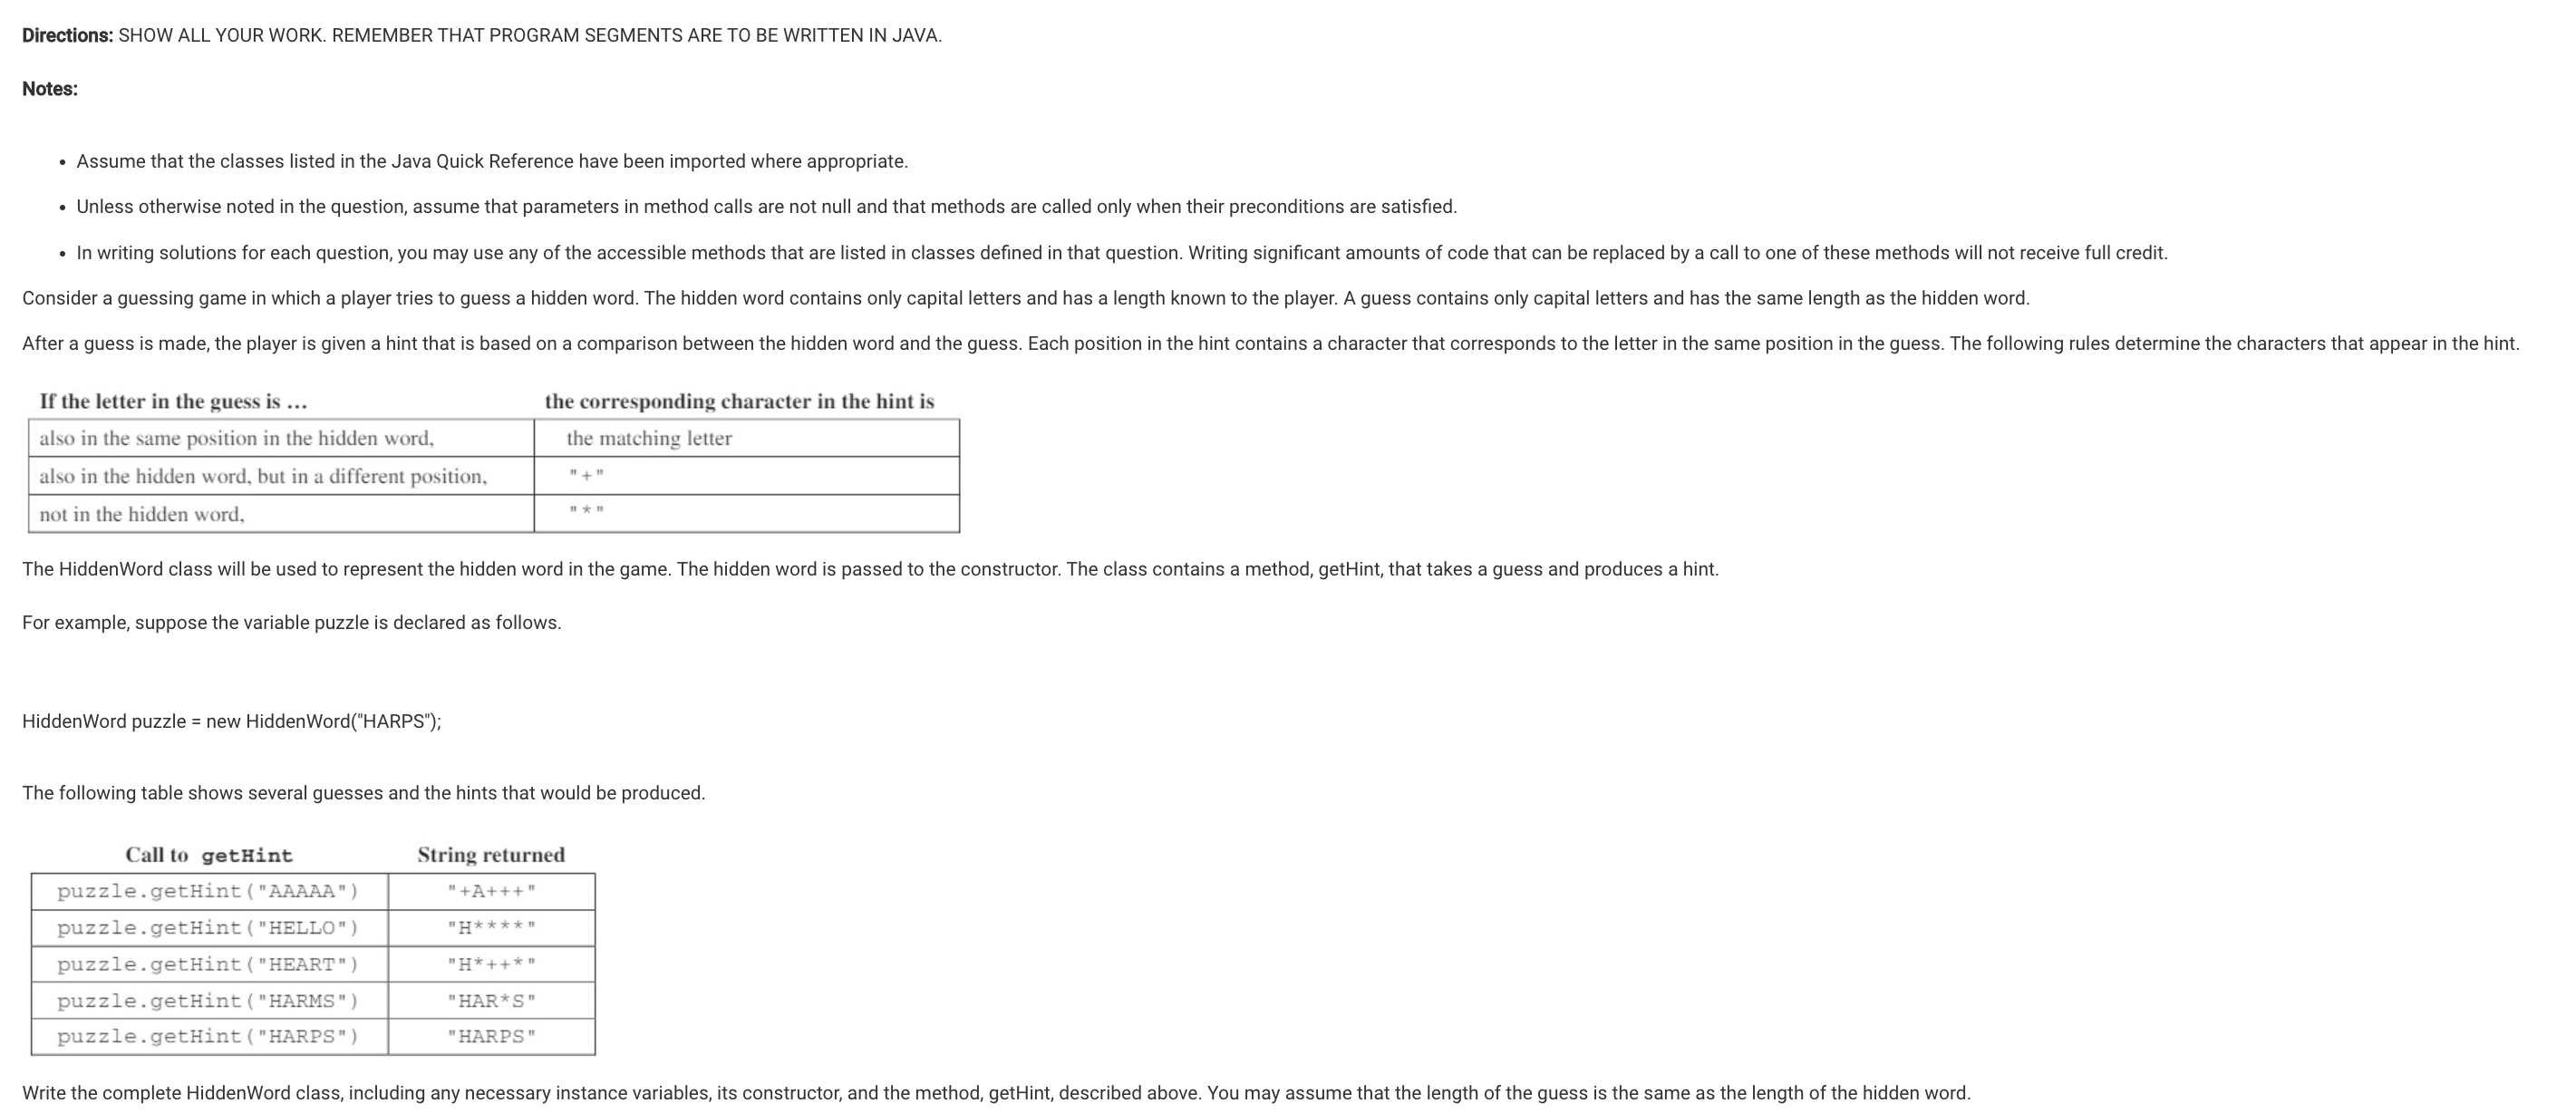 Directions: SHOW ALL YOUR WORK. REMEMBER THAT PROGRAM SEGMENTS ARE TO BE WRITTEN IN JAVA.
Notes:
• Assume that the classes listed in the Java Quick Reference have been imported where appropriate.
• Unless otherwise noted in the question, assume that parameters in method calls are not null and that methods are called only when their preconditions are satisfied.
• In writing solutions for each question, you may use any of the accessible methods that are listed in classes defined in that question. Writing significant amounts of code that can be replaced by a call to one of these methods will not receive full credit.
Consider a guessing game in which a player tries to guess a hidden word. The hidden word contains only capital letters and has a length known to the player. A guess contains only capital letters and has the same length as the hidden word.
After a guess is made, the player is given a hint that is based on a comparison between the hidden word and the guess. Each position in the hint contains a character that corresponds to the letter in the same position in the guess. The following rules determine the characters that appear in the hint.
If the letter in the guess is ... the corresponding character in the hint is
also in the same position in the hidden word, the matching letter
also in the hidden word, but in a different position, "+"
not in the hidden word, "*"
The HiddenWord class will be used to represent the hidden word in the game. The hidden word is passed to the constructor. The class contains a method, getHint, that takes a guess and produces a hint.
For example, suppose the variable puzzle is declared as follows.
HiddenWord puzzle = new HiddenWord("HARPS");
The following table shows several guesses and the hints that would be produced.
Call to getHint String returned
puzzle.getHint("AAAAA") "+A+++"
puzzle.getHint("HELLO") "H****"
puzzle.getHint("HEART") "H*++*"
puzzle.getHint("HARMS") "HAR*S"
puzzle.getHint("HARPS") "HARPS"
Write the complete HiddenWord class, including any necessary instance variables, its constructor, and the method, getHint, described above. You may assume that the length of the guess is the same as the length of the hidden word.